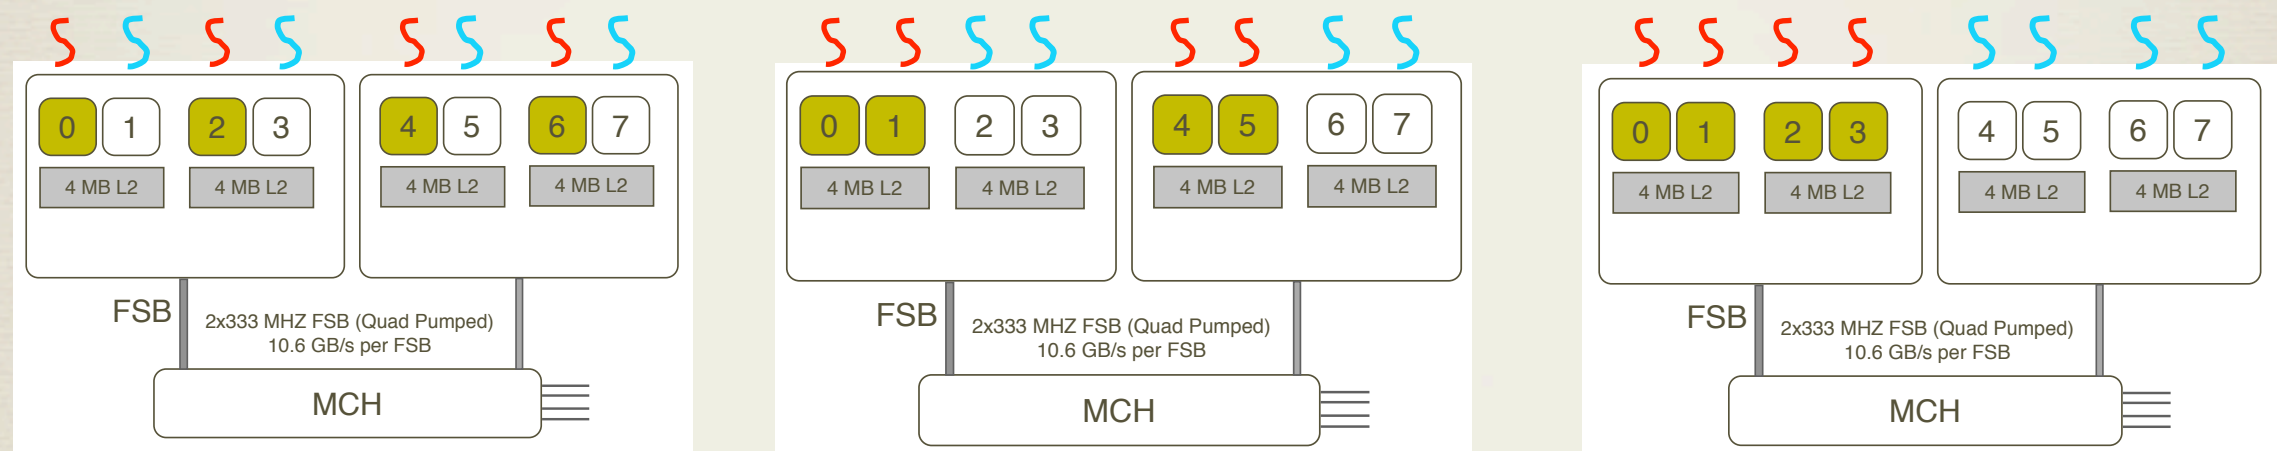 0 1 2 3 4 5 6 7
4 MB L2 4 MB L2 4 MB L2 4 MB L2
FSB
2x333 MHZ FSB (Quad Pumped)
10.6 GB/s per FSB
MCH
0 1 2 3 4 5 6 7
4 MB L2 4 MB L2 4 MB L2 4 MB L2
FSB
2x333 MHZ FSB (Quad Pumped)
10.6 GB/s per FSB
MCH
0 1 2 3 4 5 6 7
4 MB L2 4 MB L2 4 MB L2 4 MB L2
FSB
2x333 MHZ FSB (Quad Pumped)
10.6 GB/s per FSB
MCH